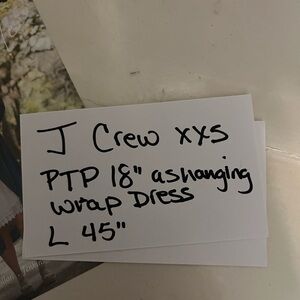 J Crew xxs
PTP 18" ashanging
wrap Dress
L 45"